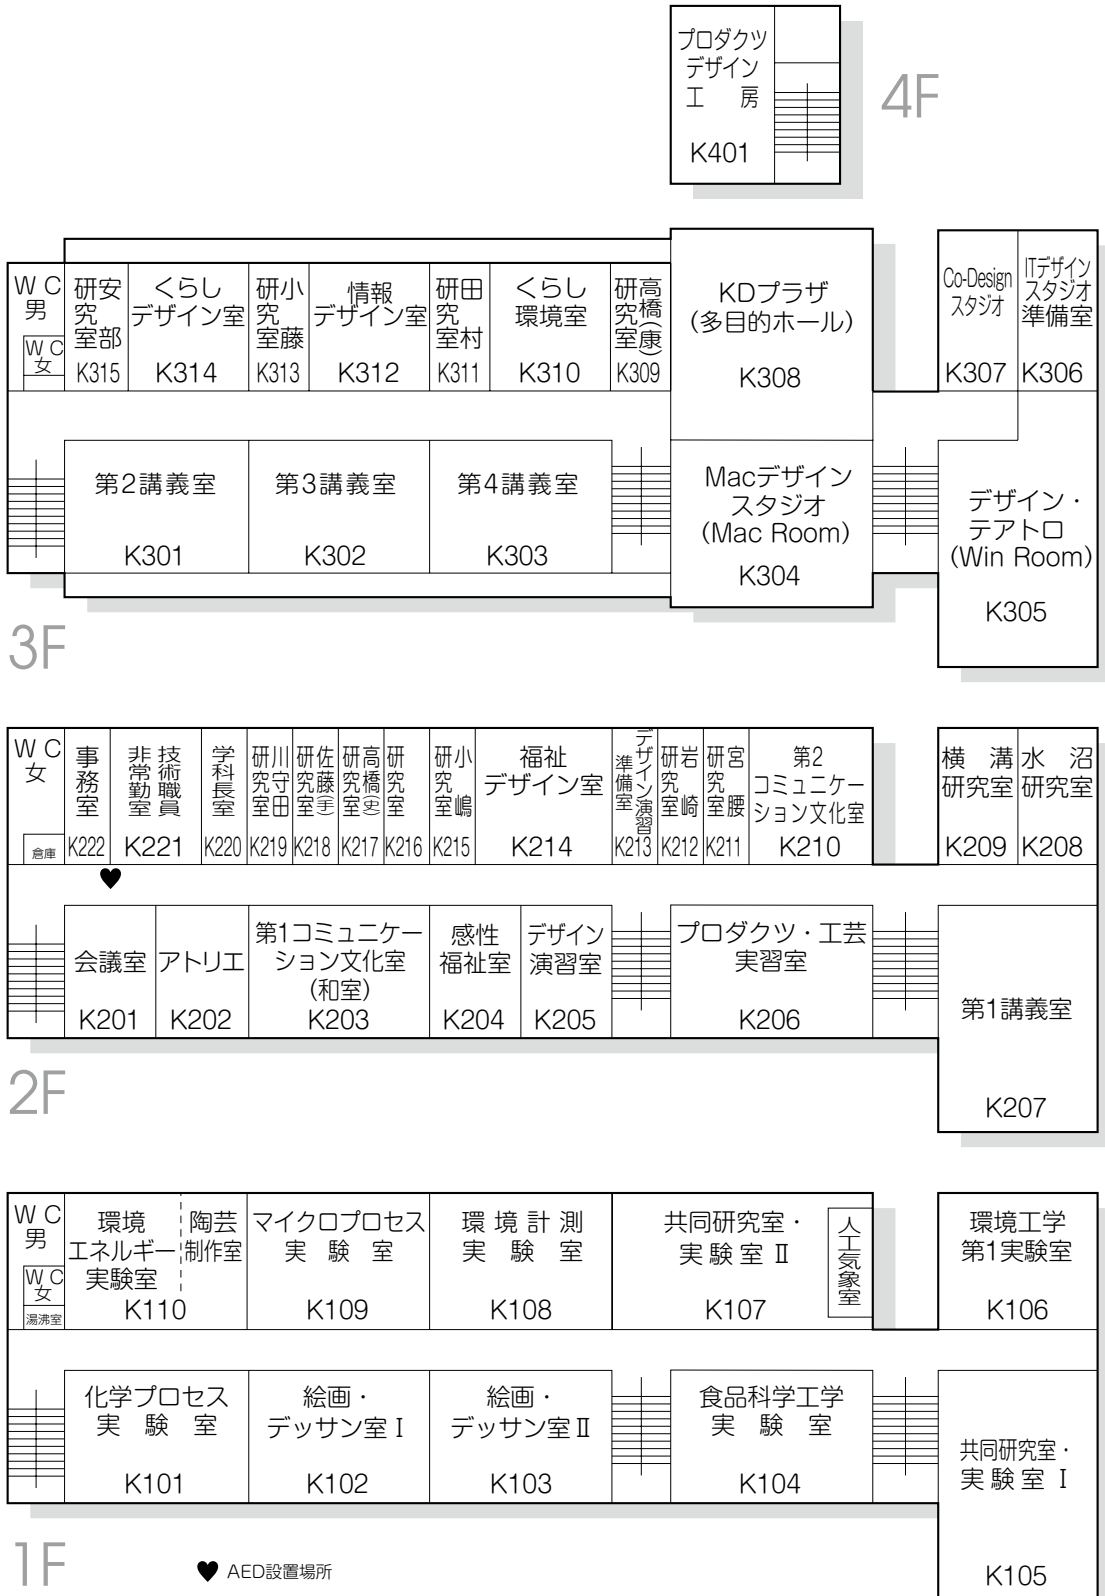 プロダクツ
デザイン
工 房
K401
4F
W C
男
W C
女
安部
研究室
K315
くらし
デザイン室
K314
小藤
研究室
K313
情報
デザイン室
K312
田村
研究室
K311
くらし
環境室
K310
高橋(康)
研究室
K309
KDプラザ
(多目的ホール)
K308
Co-Design
スタジオ
K307
ITデザイン
スタジオ
準備室
K306
第2講義室
K301
第3講義室
K302
第4講義室
K303
Macデザイン
スタジオ
(Mac Room)
K304
デザイン・
テアトロ
(Win Room)
K305
3F
W C
女
倉庫
事務室
K222
技術職員
非常勤室
K221
学科長室
K220
川守田
研究室
K219
佐藤(手)
研究室
K218
高橋(史)
研究室
K217
研究室
K216
小嶋
研究室
K215
福祉
デザイン室
K214
デザイン演習
準備室
K213
岩崎
研究室
K212
宮腰
研究室
K211
第2
コミュニケー
ション文化室
K210
横 溝
研究室
K209
水 沼
研究室
K208
会議室
K201
アトリエ
K202
第1コミュニケー
ション文化室
(和室)
K203
感性
福祉室
K204
デザイン
演習室
K205
プロダクツ・工芸
実習室
K206
第1講義室
K207
2F
W C
男
W C
女
湯沸室
環境
エネルギー
実験室
陶芸
制作室
K110
マイクロプロセス
実 験 室
K109
環 境 計 測
実 験 室
K108
共同研究室・
実験室Ⅱ
K107
人工気象室
環境工学
第1実験室
K106
化学プロセス
実 験 室
K101
絵画・
デッサン室Ⅰ
K102
絵画・
デッサン室Ⅱ
K103
食品科学工学
実 験 室
K104
共同研究室・
実 験 室 Ⅰ
K105
1F
♥ AED設置場所